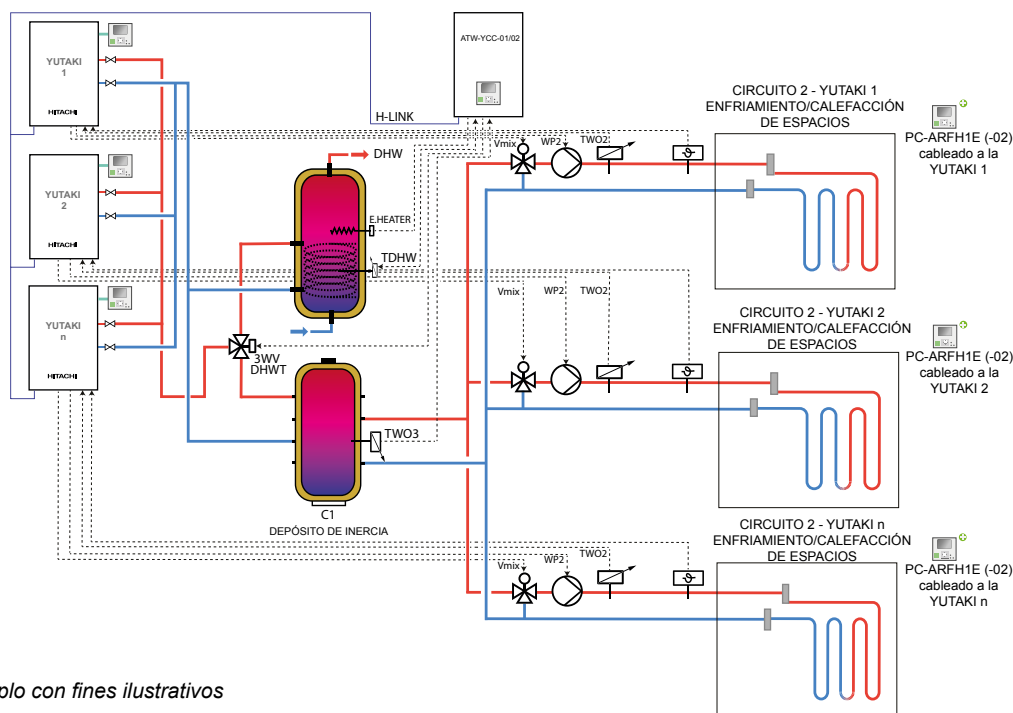 YUTAKI
1
HITACHI
YUTAKI
2
HITACHI
YUTAKI
n
HITACHI
ATW-YCC-01/02
H-LINK
DHW
E.HEATER
TDHW
3WV
DHWT
TWO3
C1
DEPÓSITO DE INERCIA
Vmix
WP2
TWO2
CIRCUITO 2 - YUTAKI 1
ENFRIAMIENTO/CALEFACCIÓN
DE ESPACIOS
PC-ARFH1E (-02)
cableado a la
YUTAKI 1
Vmix
WP2
TWO2
CIRCUITO 2 - YUTAKI 2
ENFRIAMIENTO/CALEFACCIÓN
DE ESPACIOS
PC-ARFH1E (-02)
cableado a la
YUTAKI 2
Vmix
WP2
TWO2
CIRCUITO 2 - YUTAKI n
ENFRIAMIENTO/CALEFACCIÓN
DE ESPACIOS
PC-ARFH1E (-02)
cableado a la
YUTAKI n
plo con fines ilustrativos